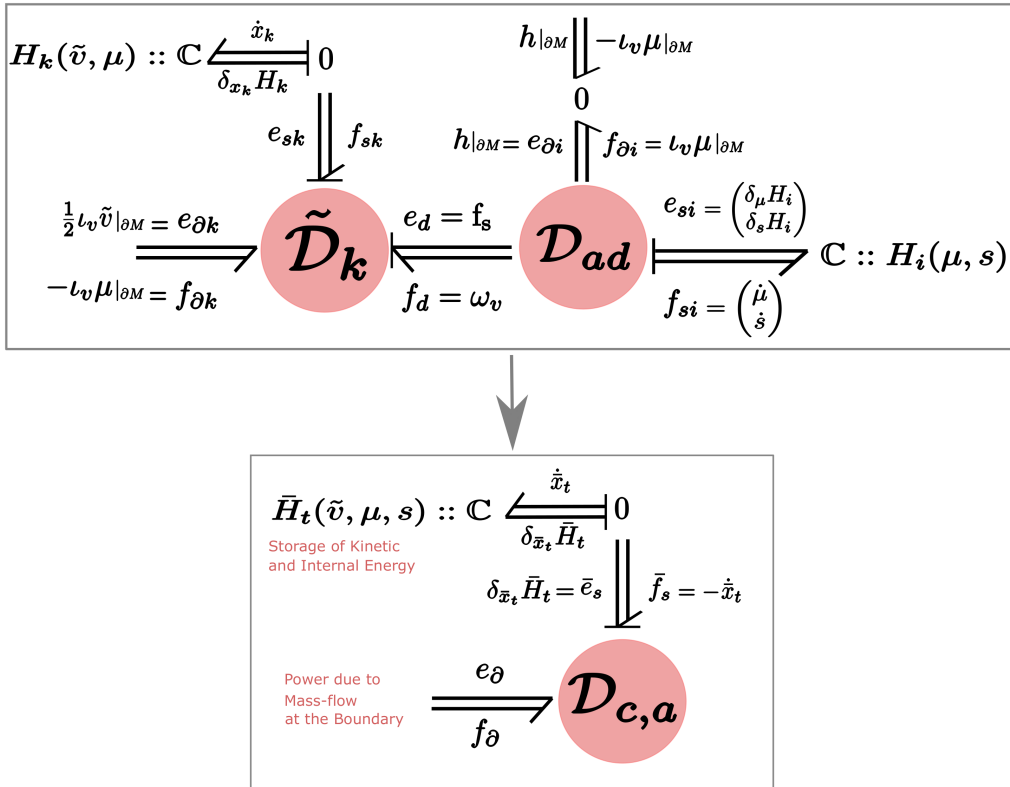 h|∂M −ι_v μ|∂M
H_k(ṽ, μ) :: ℂ ẋ_k 0
δ_{x_k} H_k
0
e_{sk} f_{sk}
h|∂M = e_{∂i} f_{∂i} = ι_v μ|∂M
½ ι_v ṽ|∂M = e_{∂k}
−ι_v μ|∂M = f_{∂k}
𝒟̃_k
e_d = f_s
f_d = ω_v
𝒟_{ad}
e_{si} = (δ_μ H_i
δ_s H_i)
f_{si} = (μ̇
ṡ)
ℂ :: H_i(μ, s)
H̄_t(ṽ, μ, s) :: ℂ x̄̇_t 0
δ_{x̄_t} H̄_t
Storage of Kinetic
and Internal Energy
δ_{x̄_t} H̄_t = ē_s f̄_s = −x̄̇_t
Power due to
Mass-flow
at the Boundary
e_∂
f_∂
𝒟_{c,a}